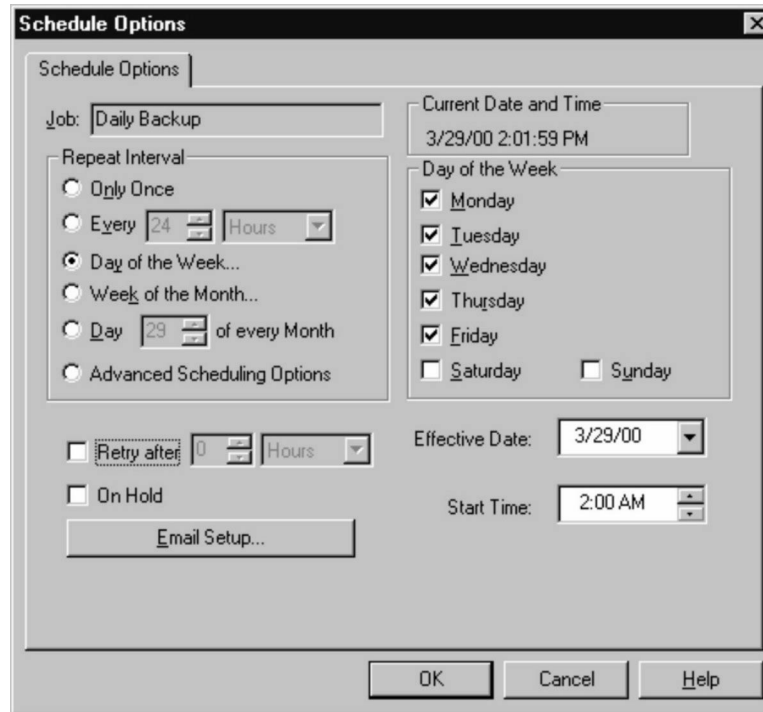 Schedule Options
Schedule Options
Job: Daily Backup
Current Date and Time
3/29/00 2:01:59 PM
Repeat Interval
Only Once
Every 24 Hours
Day of the Week...
Week of the Month...
Day 29 of every Month
Advanced Scheduling Options
Day of the Week
Monday
Tuesday
Wednesday
Thursday
Friday
Saturday Sunday
Retry after 0 Hours
On Hold
Email Setup...
Effective Date: 3/29/00
Start Time: 2:00 AM
OK Cancel Help